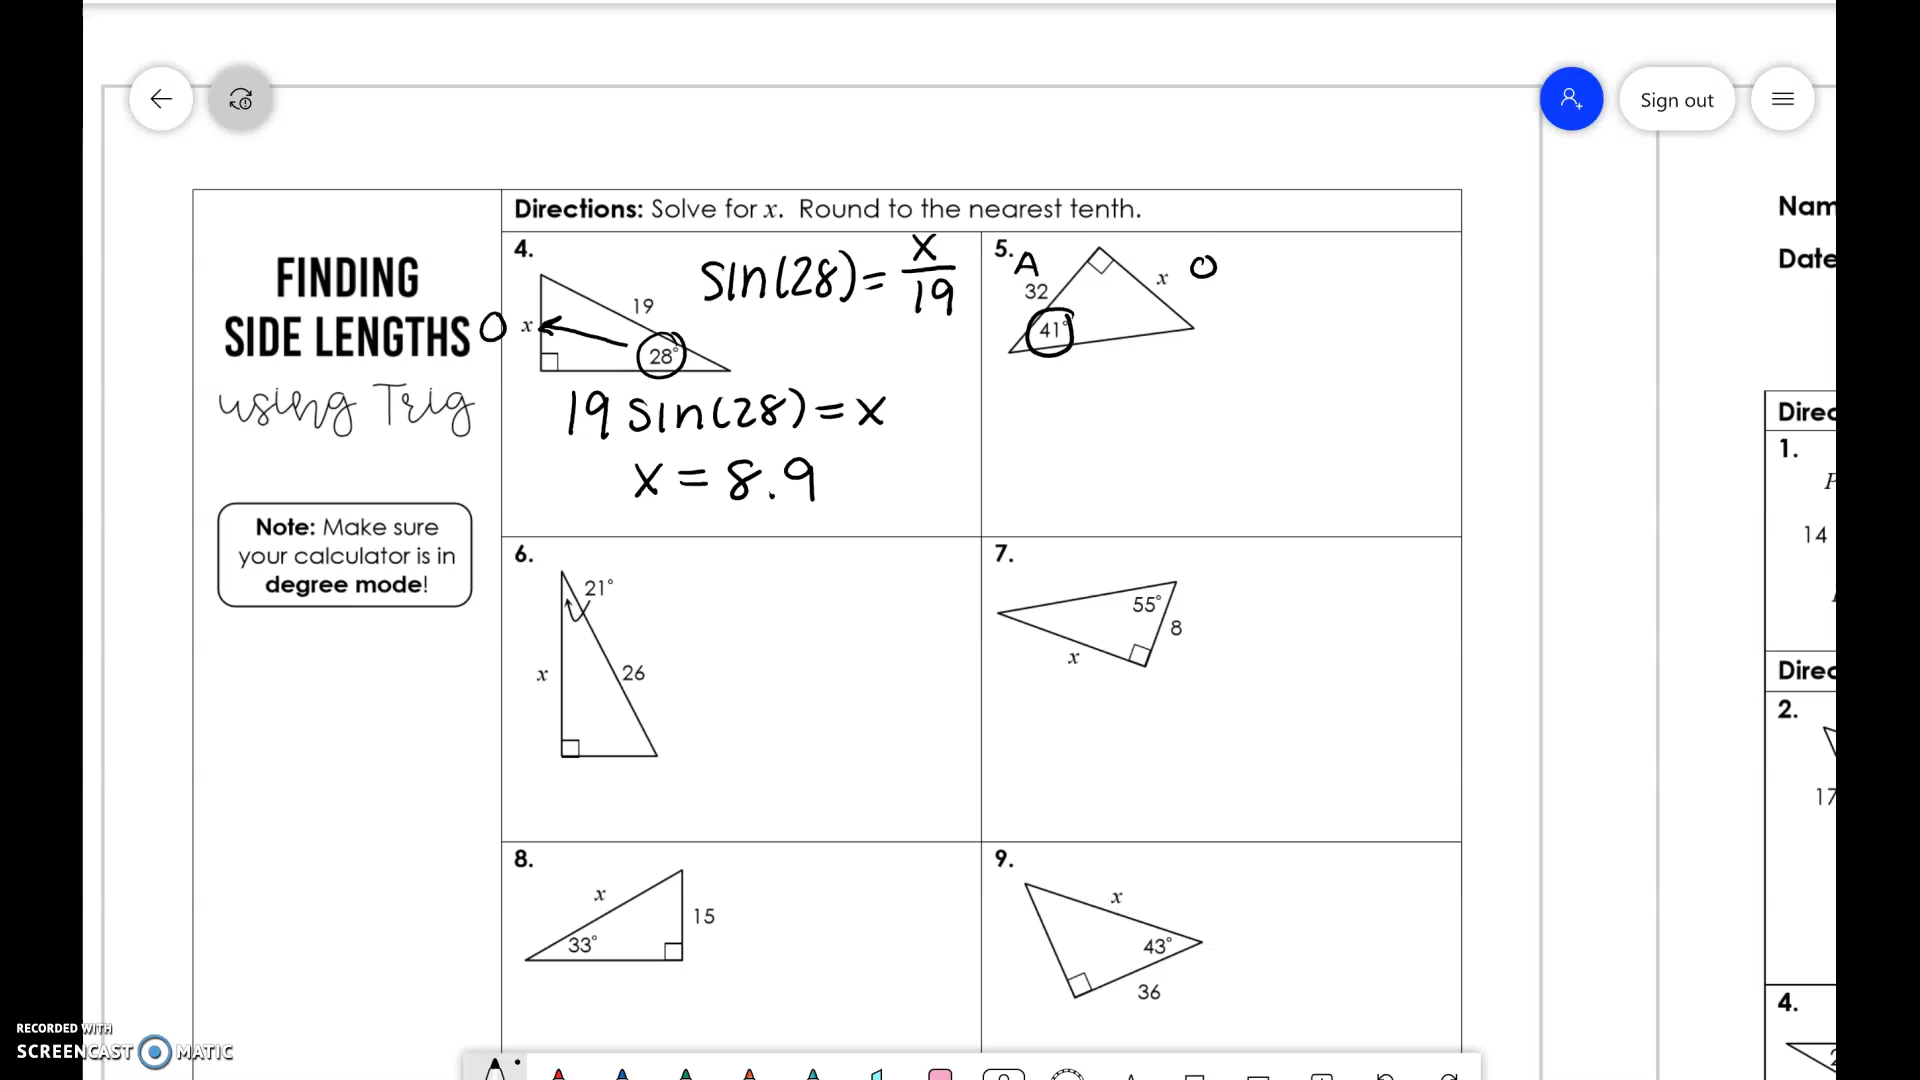 Sign out
Directions: Solve for x. Round to the nearest tenth.
FINDING
SIDE LENGTHS
using Trig
Note: Make sure
your calculator is in
degree mode!
4.
19
x
28°
O
sin(28) = x/19
19 sin(28) = x
x = 8.9
5.
A
32
x
O
41°
6.
21°
x
26
7.
55°
8
x
8.
x
15
33°
9.
x
43°
36
Nam
Date
Direc
1.
P
14
Direc
2.
17
4.
2
RECORDED WITH
SCREENCAST MATIC